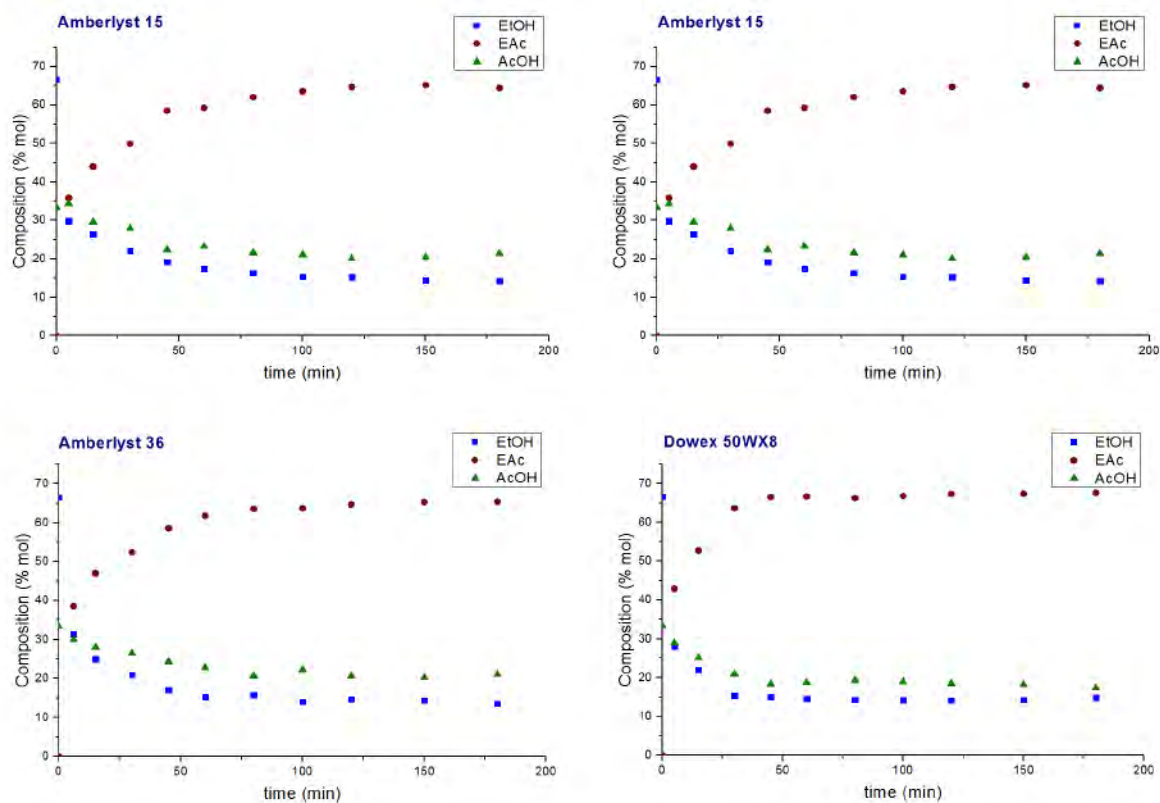 Amberlyst 15
EtOH
EAc
AcOH
70
60
50
40
30
20
10
0
Composition (% mol)
0 50 100 150 200
time (min)
Amberlyst 15
EtOH
EAc
AcOH
70
60
50
40
30
20
10
0
Composition (% mol)
0 50 100 150 200
time (min)
Amberlyst 36
EtOH
EAc
AcOH
70
60
50
40
30
20
10
0
Composition (% mol)
0 50 100 150 200
time (min)
Dowex 50WX8
EtOH
EAc
AcOH
70
60
50
40
30
20
10
0
Composition (% mol)
0 50 100 150 200
time (min)